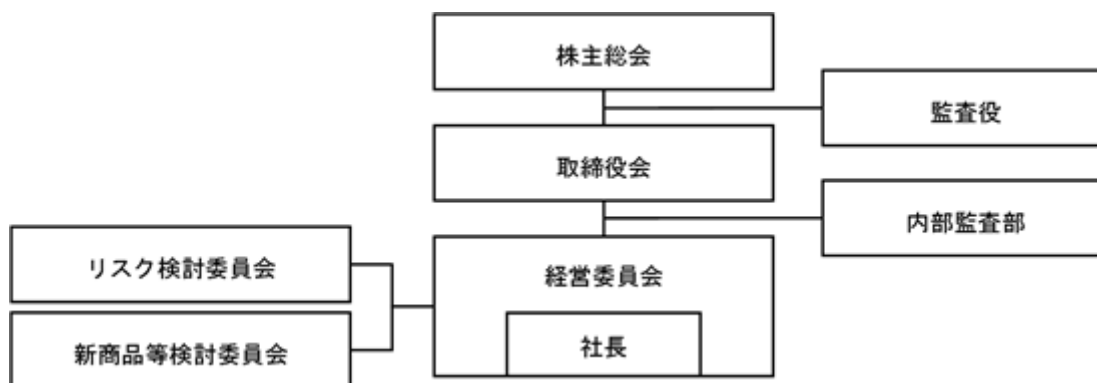 株主総会
監査役
取締役会
内部監査部
リスク検討委員会
経営委員会
新商品等検討委員会
社長